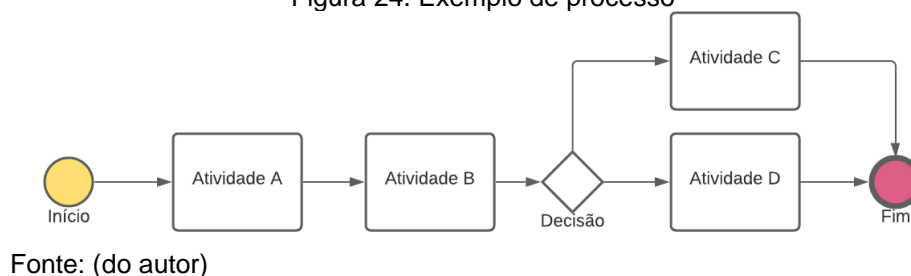 Figura 24: Exemplo de processo
Atividade C
Atividade A
Atividade B
Atividade D
Início
Decisão
Fim
Fonte: (do autor)